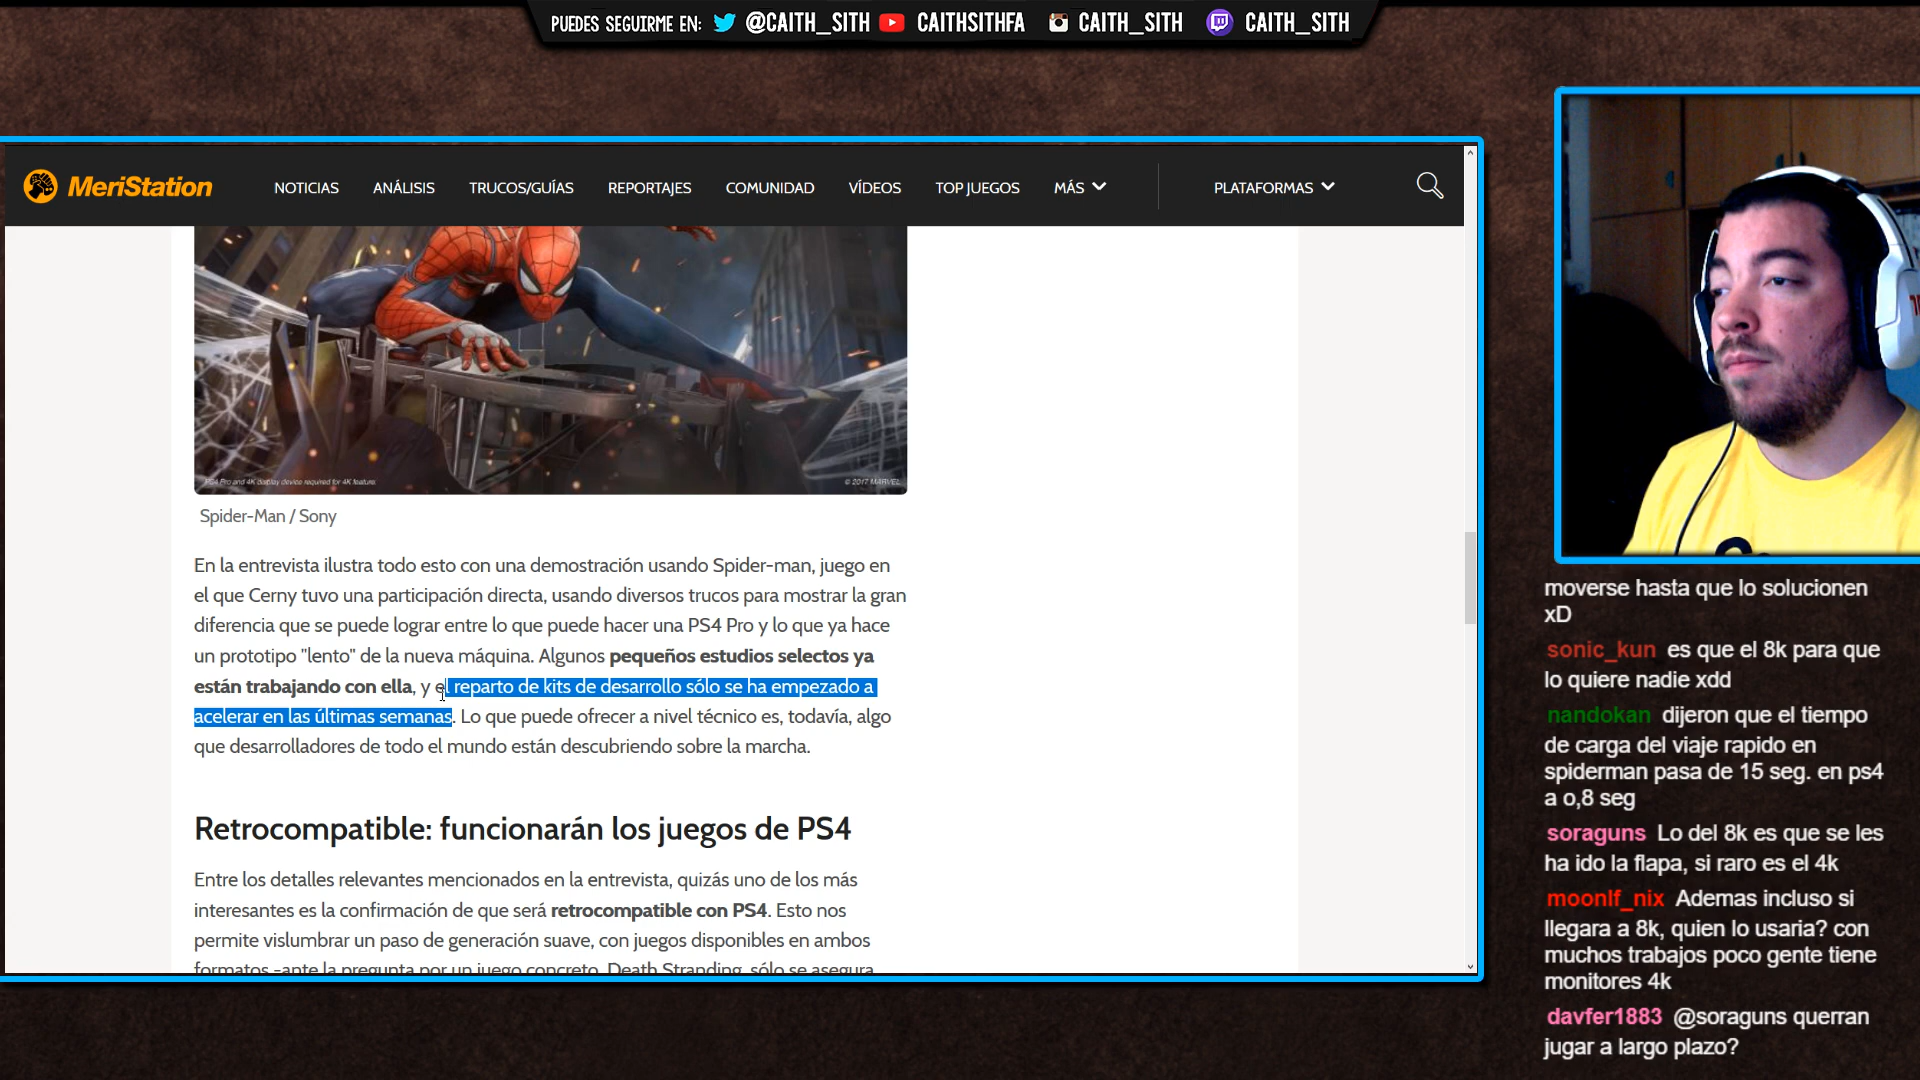 PUEDES SEGUIRME EN: @CAITH_SITH CAITHSITHFA CAITH_SITH CAITH_SITH
MeriStation NOTICIAS ANÁLISIS TRUCOS/GUÍAS REPORTAJES COMUNIDAD VÍDEOS TOP JUEGOS MÁS PLATAFORMAS
PS4 Pro and 4K display device required for 4K feature. © 2017 MARVEL
Spider-Man / Sony
En la entrevista ilustra todo esto con una demostración usando Spider-man, juego en
el que Cerny tuvo una participación directa, usando diversos trucos para mostrar la gran
diferencia que se puede lograr entre lo que puede hacer una PS4 Pro y lo que ya hace
un prototipo "lento" de la nueva máquina. Algunos pequeños estudios selectos ya
están trabajando con ella, y el reparto de kits de desarrollo sólo se ha empezado a
acelerar en las últimas semanas. Lo que puede ofrecer a nivel técnico es, todavía, algo
que desarrolladores de todo el mundo están descubriendo sobre la marcha.
Retrocompatible: funcionarán los juegos de PS4
Entre los detalles relevantes mencionados en la entrevista, quizás uno de los más
interesantes es la confirmación de que será retrocompatible con PS4. Esto nos
permite vislumbrar un paso de generación suave, con juegos disponibles en ambos
formatos -ante la pregunta por un juego concreto, Death Stranding, sólo se asegura
moverse hasta que lo solucionen
xD
sonic_kun es que el 8k para que
lo quiere nadie xdd
nandokan dijeron que el tiempo
de carga del viaje rapido en
spiderman pasa de 15 seg. en ps4
a o,8 seg
soraguns Lo del 8k es que se les
ha ido la flapa, si raro es el 4k
moonlf_nix Ademas incluso si
llegara a 8k, quien lo usaria? con
muchos trabajos poco gente tiene
monitores 4k
davfer1883 @soraguns querran
jugar a largo plazo?